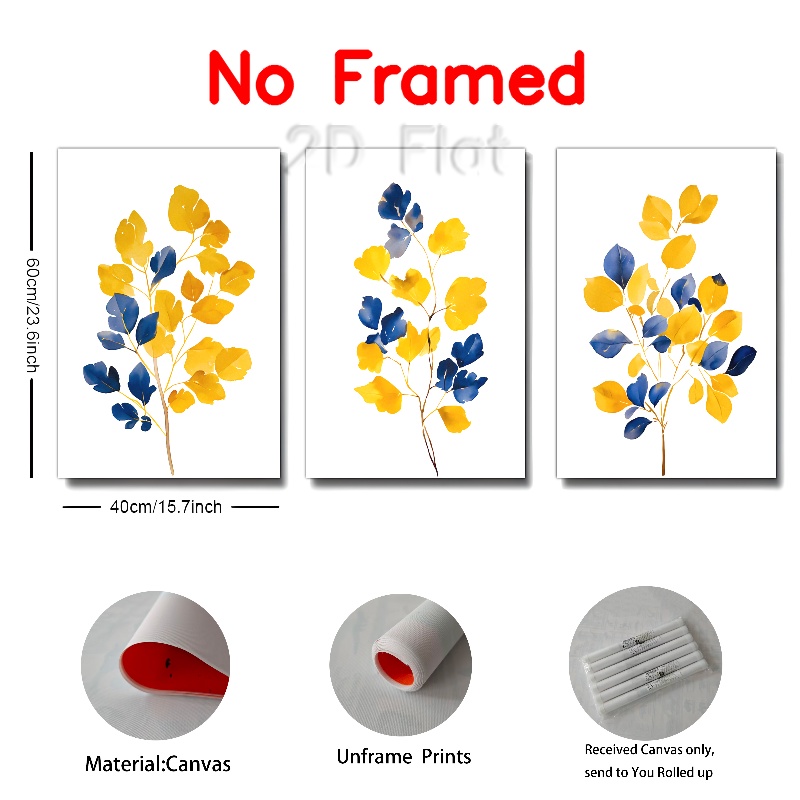 No Framed
2D Flat
60cm/23.6inch
40cm/15.7inch
Material:Canvas
Unframe Prints
Received Canvas only,
send to You Rolled up